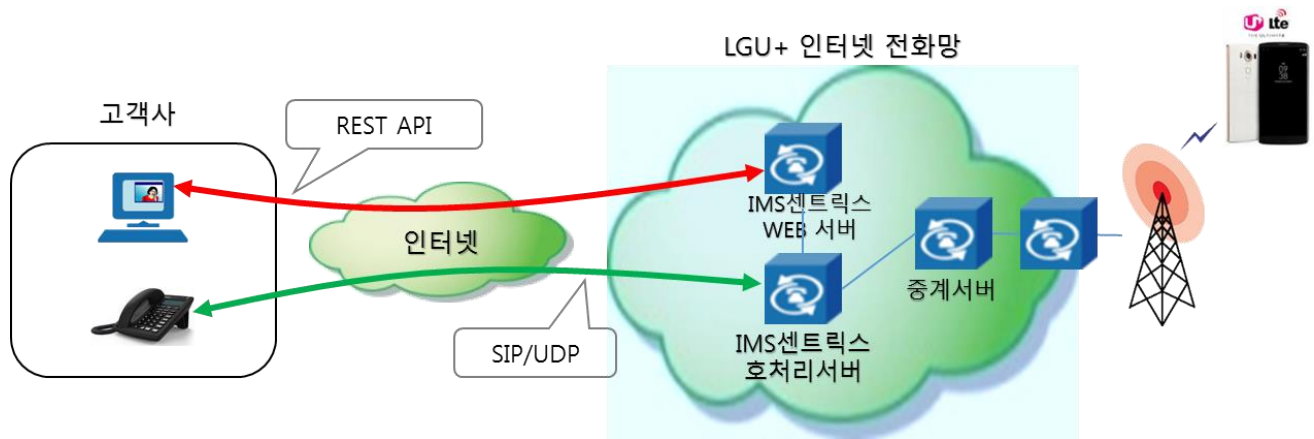 LGU+ 인터넷 전화망
U+ Lte
THE ULTIMATE
고객사
REST API
IMS센트릭스
WEB 서버
인터넷
중계서버
SIP/UDP
IMS센트릭스
호처리서버